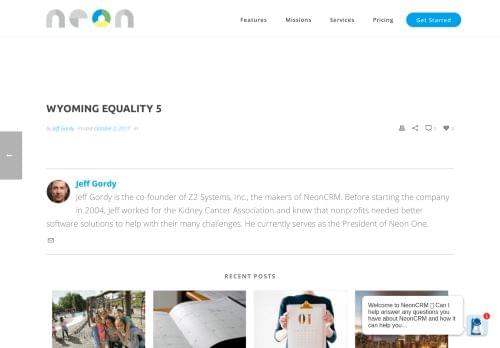 neon
Features
Missions
Services
Pricing
Get Started
WYOMING EQUALITY 5
By Jeff Gordy Posted October 2, 2017 In
0
0
←
Jeff Gordy
Jeff Gordy is the co-founder of Z2 Systems, Inc., the makers of NeonCRM. Before starting the company
in 2004, Jeff worked for the Kidney Cancer Association and knew that nonprofits needed better
software solutions to help with their many challenges. He currently serves as the President of Neon One.
RECENT POSTS
01
Welcome to NeonCRM Can I
help answer any questions you
have about NeonCRM and how it
can help you...
1